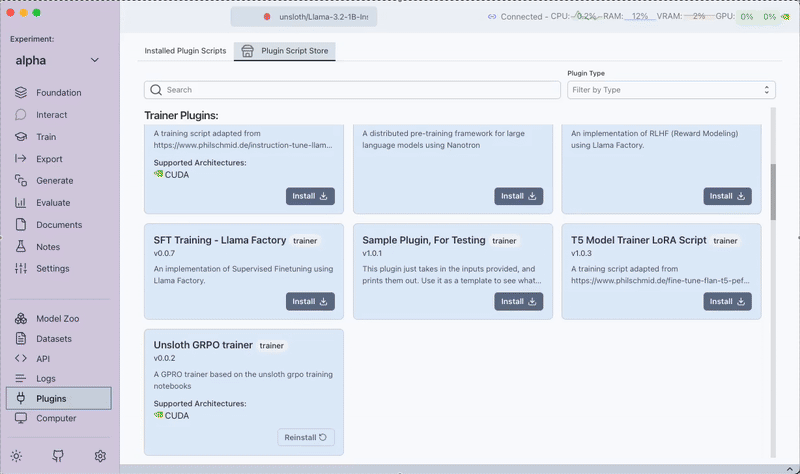 unsloth/Llama-3.2-1B-Ins
Connected - CPU: 0.2% RAM: 12% VRAM: 2% GPU: 0% 0%
Experiment:
alpha
Foundation
Interact
Train
Export
Generate
Evaluate
Documents
Notes
Settings
Model Zoo
Datasets
API
Logs
Plugins
Computer
Installed Plugin Scripts
Plugin Script Store
Search
Plugin Type
Filter by Type
Trainer Plugins:
A training script adapted from
https://www.philschmid.de/instruction-tune-llam...
Supported Architectures:
CUDA
Install
A distributed pre-training framework for large
language models using Nanotron
Install
An implementation of RLHF (Reward Modeling)
using Llama Factory.
Install
SFT Training - Llama Factory trainer
v0.0.7
An implementation of Supervised Finetuning using
Llama Factory.
Install
Sample Plugin, For Testing trainer
v1.0.1
This plugin just takes in the inputs provided, and
prints them out. Use it as a template to see what...
Install
T5 Model Trainer LoRA Script trainer
v1.0.3
A training script adapted from
https://www.philschmid.de/fine-tune-flan-t5-pef...
Install
Unsloth GRPO trainer trainer
v0.0.2
A GPRO trainer based on the unsloth grpo training
notebooks
Supported Architectures:
CUDA
Reinstall